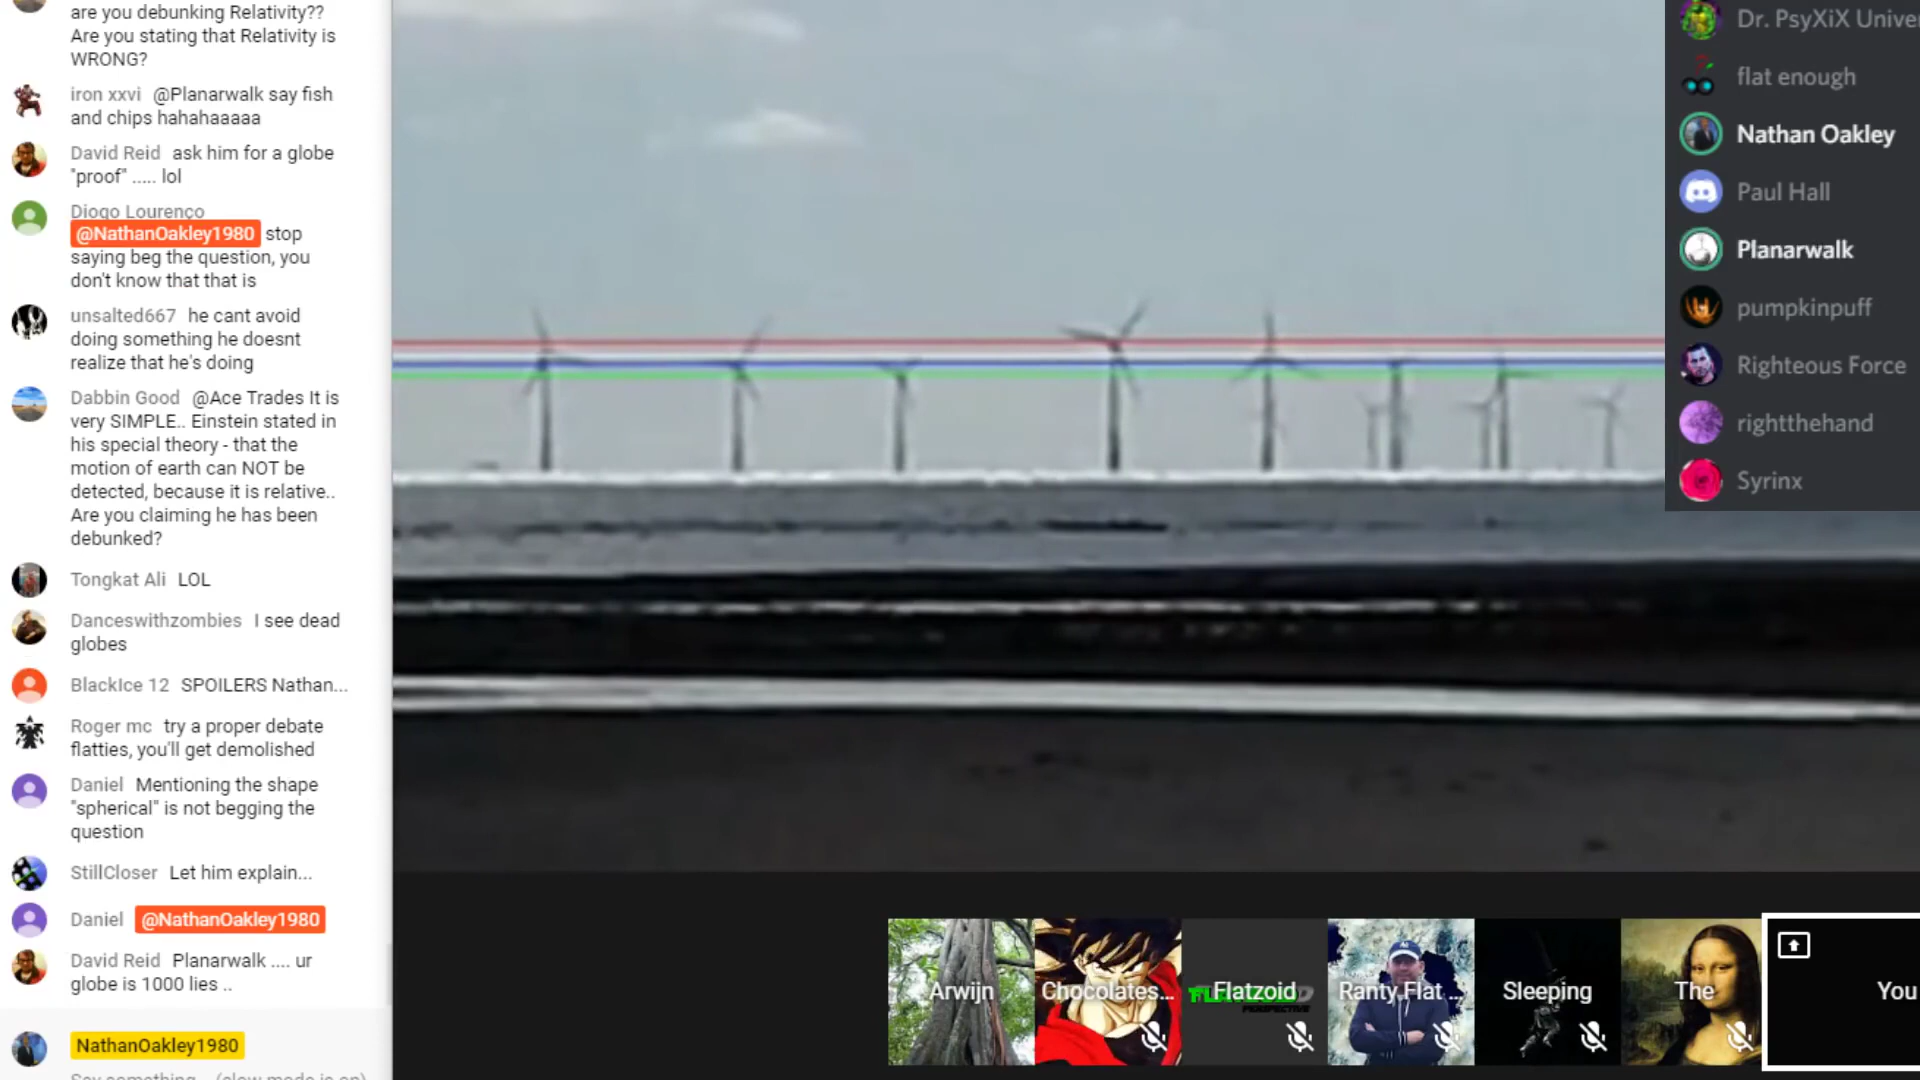 are you debunking Relativity??
Are you stating that Relativity is
WRONG?
iron xxvi @Planarwalk say fish
and chips hahahaaaaa
David Reid ask him for a globe
"proof" ..... lol
Diogo Lourenço
@NathanOakley1980 stop
saying beg the question, you
don't know that that is
unsalted667 he cant avoid
doing something he doesnt
realize that he's doing
Dabbin Good @Ace Trades It is
very SIMPLE.. Einstein stated in
his special theory - that the
motion of earth can NOT be
detected, because it is relative..
Are you claiming he has been
debunked?
Tongkat Ali LOL
Danceswithzombies I see dead
globes
BlackIce 12 SPOILERS Nathan...
Roger mc try a proper debate
flatties, you'll get demolished
Daniel Mentioning the shape
"spherical" is not begging the
question
StillCloser Let him explain...
Daniel @NathanOakley1980
David Reid Planarwalk .... ur
globe is 1000 lies ..
NathanOakley1980
Say something... (slow mode is on)
Dr. PsyXiX Univer
flat enough
Nathan Oakley
Paul Hall
Planarwalk
pumpkinpuff
Righteous Force
rightthehand
Syrinx
Arwijn
Chocolates...
Flatzoid
PERSPECTIVE
Ranty Flat ...
Sleeping
The
You